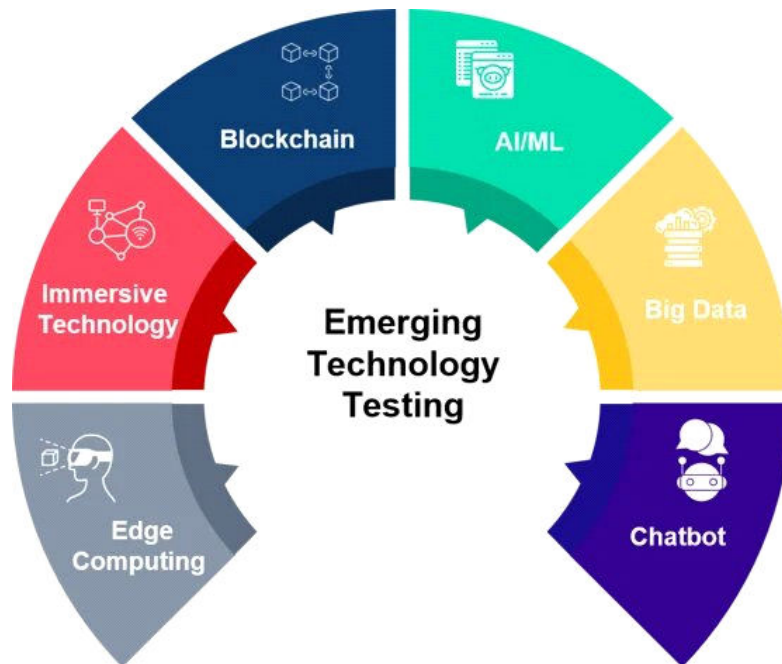 Emerging
Technology
Testing
Edge
Computing
Immersive
Technology
Blockchain
AI/ML
Big Data
Chatbot